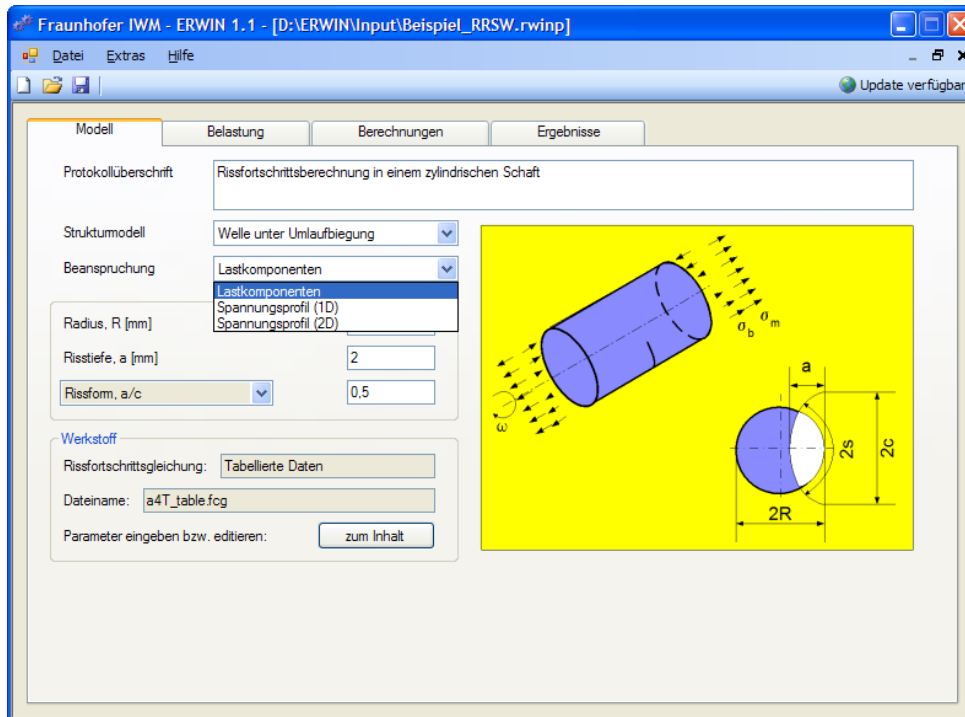 Fraunhofer IWM - ERWIN 1.1 - [D:\ERWIN\Input\Beispiel_RRSW.rwinp]
Datei Extras Hilfe
Update verfügbar
Modell Belastung Berechnungen Ergebnisse
Protokollüberschrift
Rissfortschrittsberechnung in einem zylindrischen Schaft
Strukturmodell Welle unter Umlaufbiegung
Beanspruchung Lastkomponenten
Lastkomponenten
Spannungsprofil (1D)
Spannungsprofil (2D)
Radius, R [mm]
Risstiefe, a [mm] 2
Rissform, a/c 0,5
Werkstoff
Rissfortschrittsgleichung: Tabellierte Daten
Dateiname: a4T_table.fcg
Parameter eingeben bzw. editieren: zum Inhalt
σb σm
ω
a
2s
2c
2R